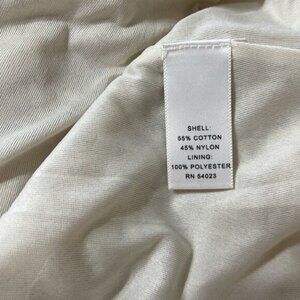 SHELL:
55% COTTON
45% NYLON
LINING:
100% POLYESTER
RN 54023